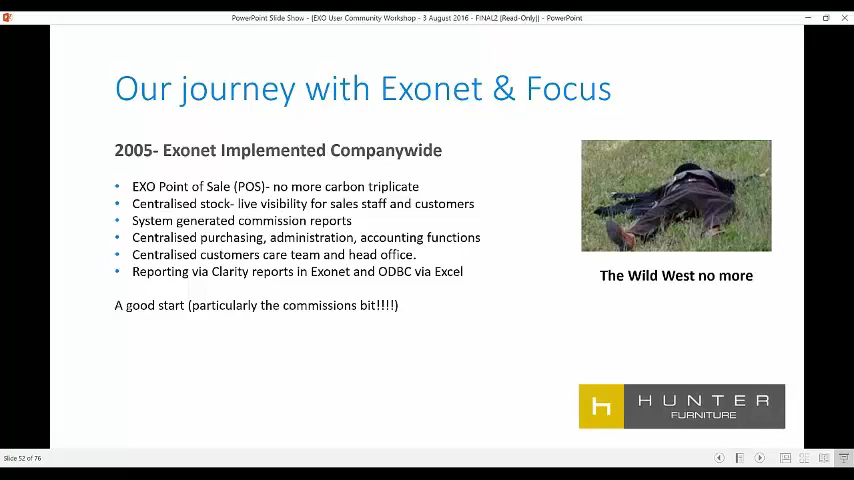 PowerPoint Slide Show - [EXO User Community Workshop - 3 August 2016 - FINAL2 [Read-Only]] - PowerPoint
Our journey with Exonet & Focus
2005- Exonet Implemented Companywide
• EXO Point of Sale (POS)- no more carbon triplicate
• Centralised stock- live visibility for sales staff and customers
• System generated commission reports
• Centralised purchasing, administration, accounting functions
• Centralised customers care team and head office.
• Reporting via Clarity reports in Exonet and ODBC via Excel
A good start (particularly the commissions bit!!!!)
The Wild West no more
h HUNTER
FURNITURE
Slide 52 of 76